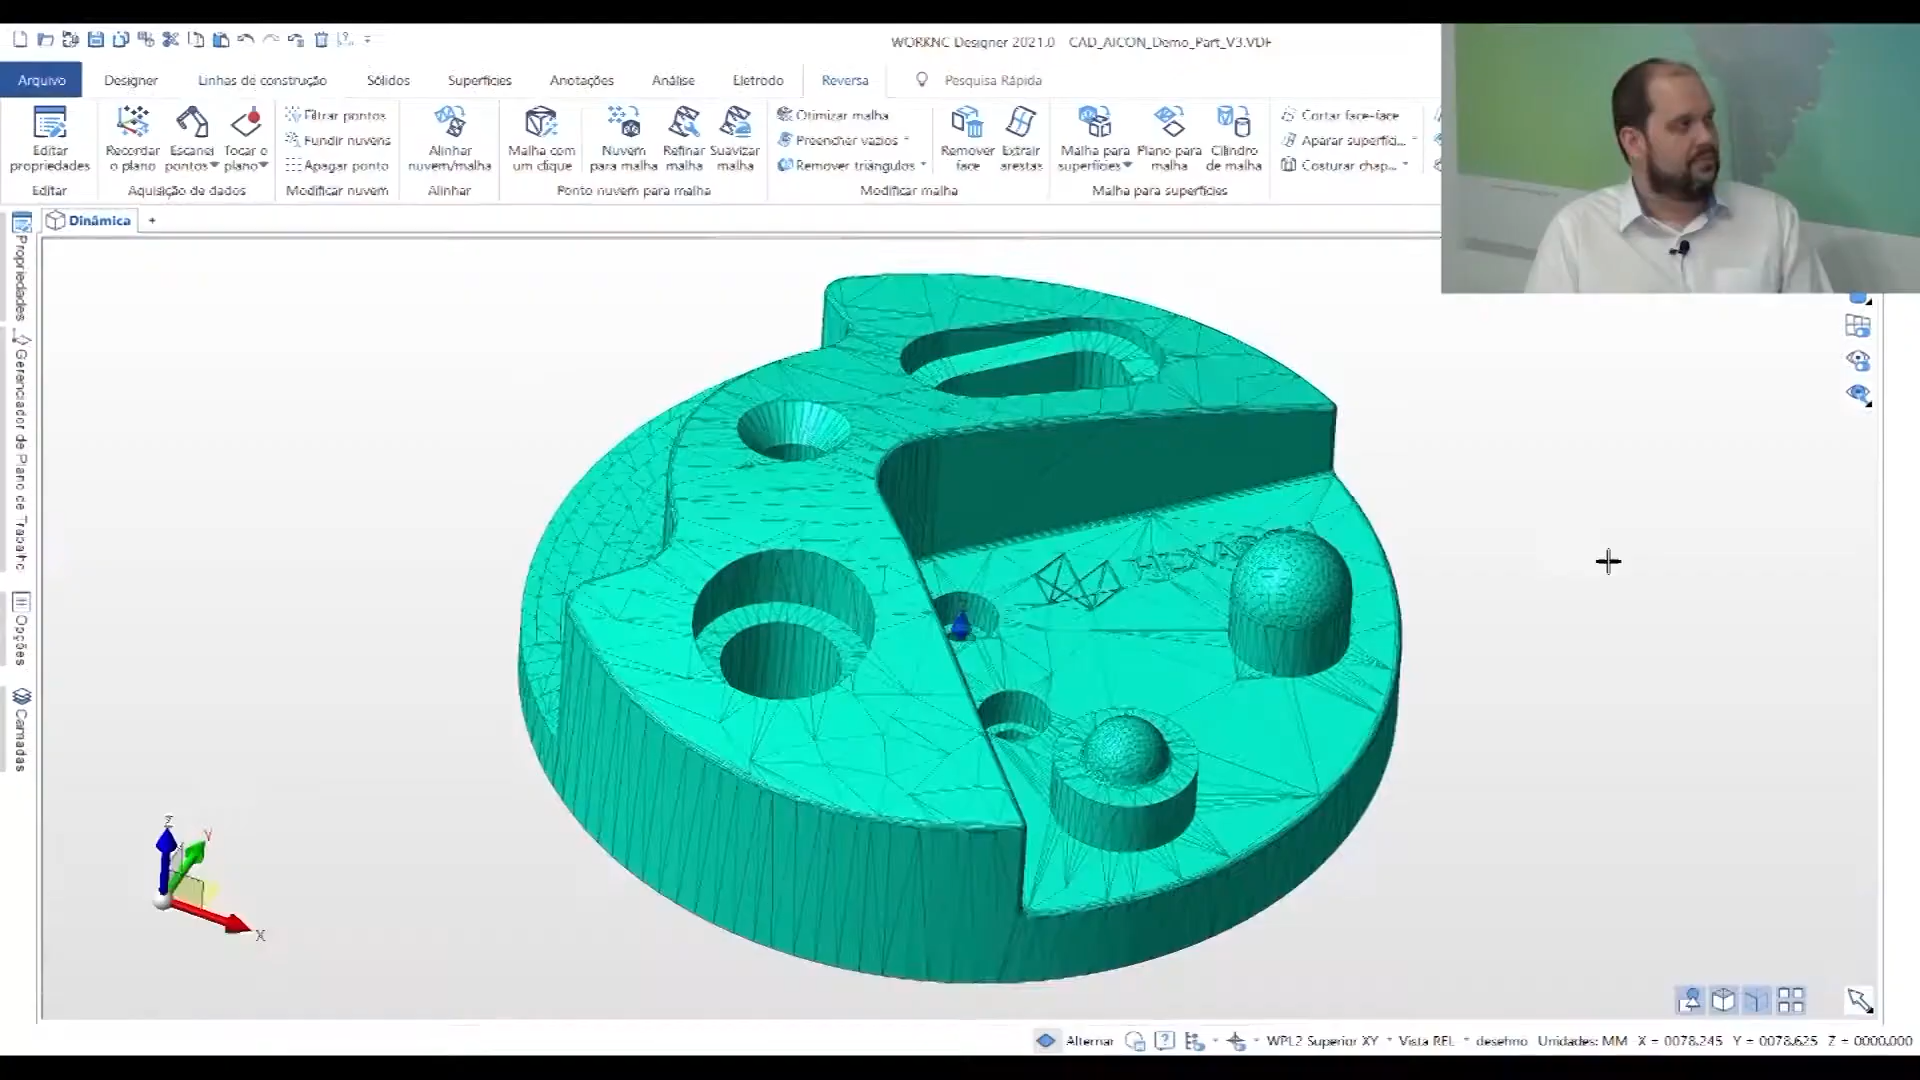 WORKNC Designer 2021.0 CAD_AICON_Demo_Part_V3.VDF
Arquivo Designer Linhas de construção Sólidos Superfícies Anotações Análise Eletrodo Reversa Pesquisa Rápida
Editar propriedades
Recordar o plano
Escanei pontos
Tocar o plano
Filtrar pontos
Fundir nuvens
Apagar ponto
Alinhar nuvem/malha
Malha com um clique
Nuvem para malha
Refinar malha
Suavizar malha
Otimizar malha
Preencher vazios
Remover triângulos
Remover face
Extrair arestas
Malha para superfícies
Plano para malha
Cilindro de malha
Cortar face-face
Aparar superfíci...
Costurar chap...
Editar Aquisição de dados Modificar nuvem Alinhar Ponto nuvem para malha Modificar malha Malha para superfícies
Dinâmica +
Propriedades
Gerenciador de Plano de Trabalho
Opções
Camadas
Z
Y
X
Alternar WPL2 Superior XY Vista REL desenho Unidades: MM X = 0078.245 Y = 0078.625 Z = 0000.000